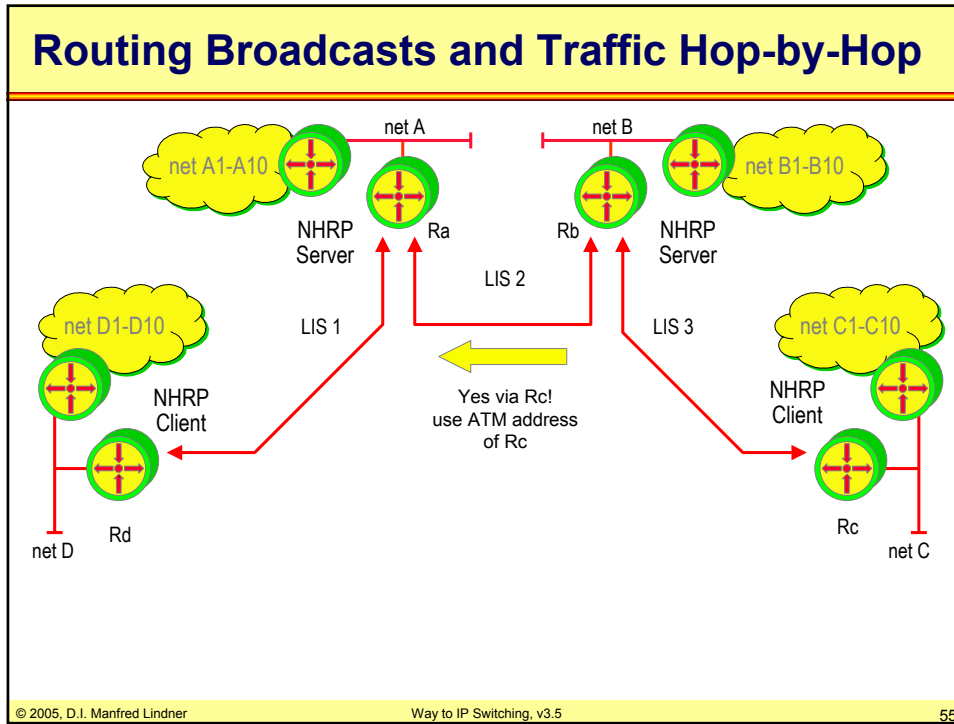 Routing Broadcasts and Traffic Hop-by-Hop
net A
net B
net A1-A10
net B1-B10
NHRP
Server
Ra
Rb
NHRP
Server
LIS 2
net D1-D10
LIS 1
LIS 3
net C1-C10
NHRP
Client
Yes via Rc!
use ATM address
of Rc
NHRP
Client
Rd
Rc
net D
net C
© 2005, D.I. Manfred Lindner
Way to IP Switching, v3.5
55